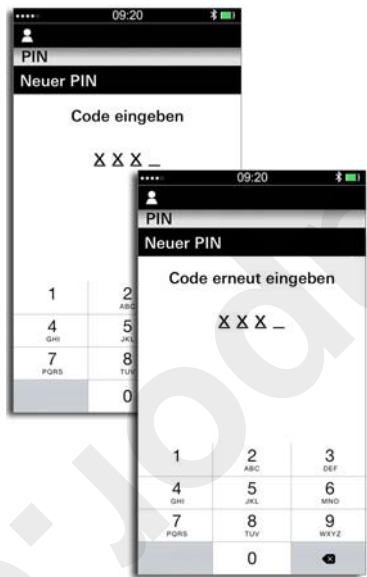 09:20
PIN
Neuer PIN
Code eingeben
X X X _
1 2
ABC
4 5
GHI JKL
7 8
PQRS TUV
0
09:20
PIN
Neuer PIN
Code erneut eingeben
X X X _
1 2 3
ABC DEF
4 5 6
GHI JKL MNO
7 8 9
PQRS TUV WXYZ
0